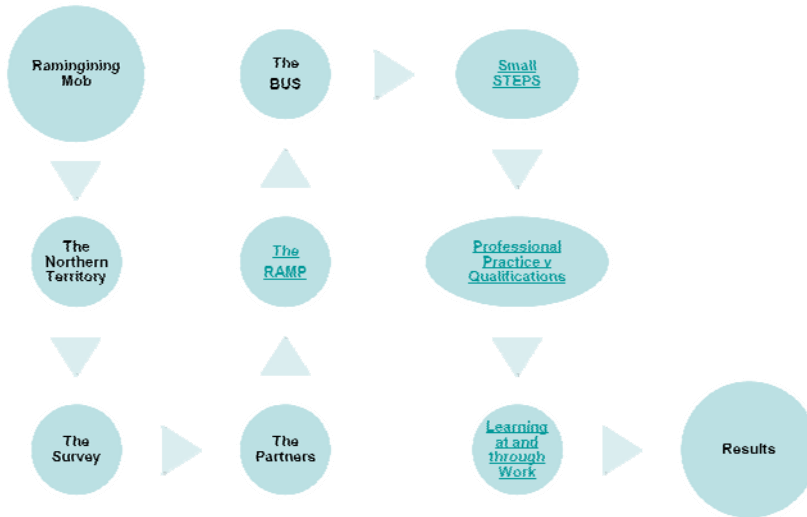 Ramingining
Mob
The
Northern
Territory
The
Survey
The
Partners
The
RAMP
The
BUS
Small
STEPS
Professional
Practice v
Qualifications
Learning
at and
through
Work
Results